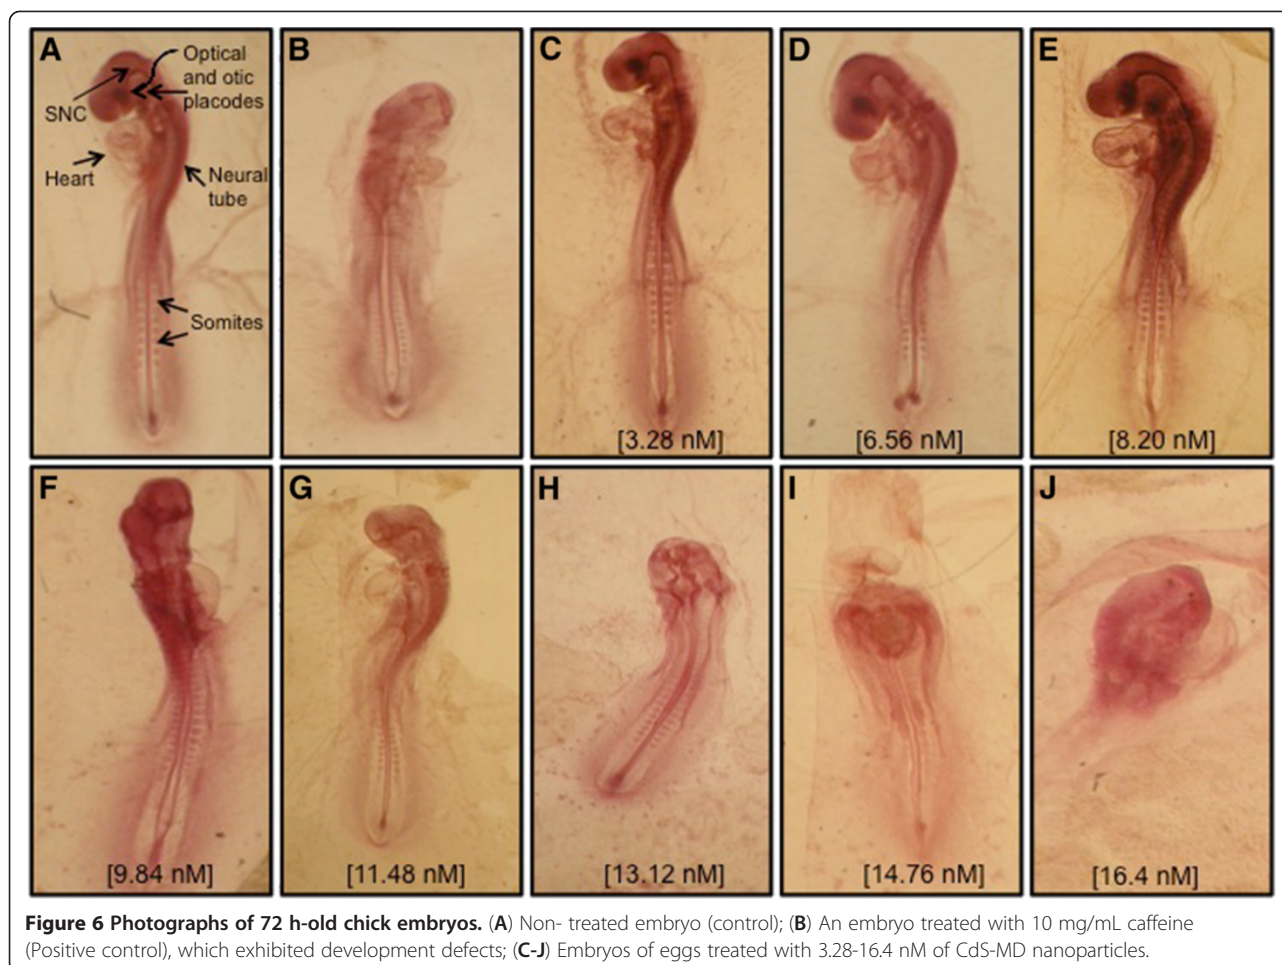 A
Optical
and otic
placodes
SNC
Heart
Neural
tube
Somites
B
C
[3.28 nM]
D
[6.56 nM]
E
[8.20 nM]
F
[9.84 nM]
G
[11.48 nM]
H
[13.12 nM]
I
[14.76 nM]
J
[16.4 nM]
Figure 6 Photographs of 72 h-old chick embryos. (A) Non- treated embryo (control); (B) An embryo treated with 10 mg/mL caffeine
(Positive control), which exhibited development defects; (C-J) Embryos of eggs treated with 3.28-16.4 nM of CdS-MD nanoparticles.